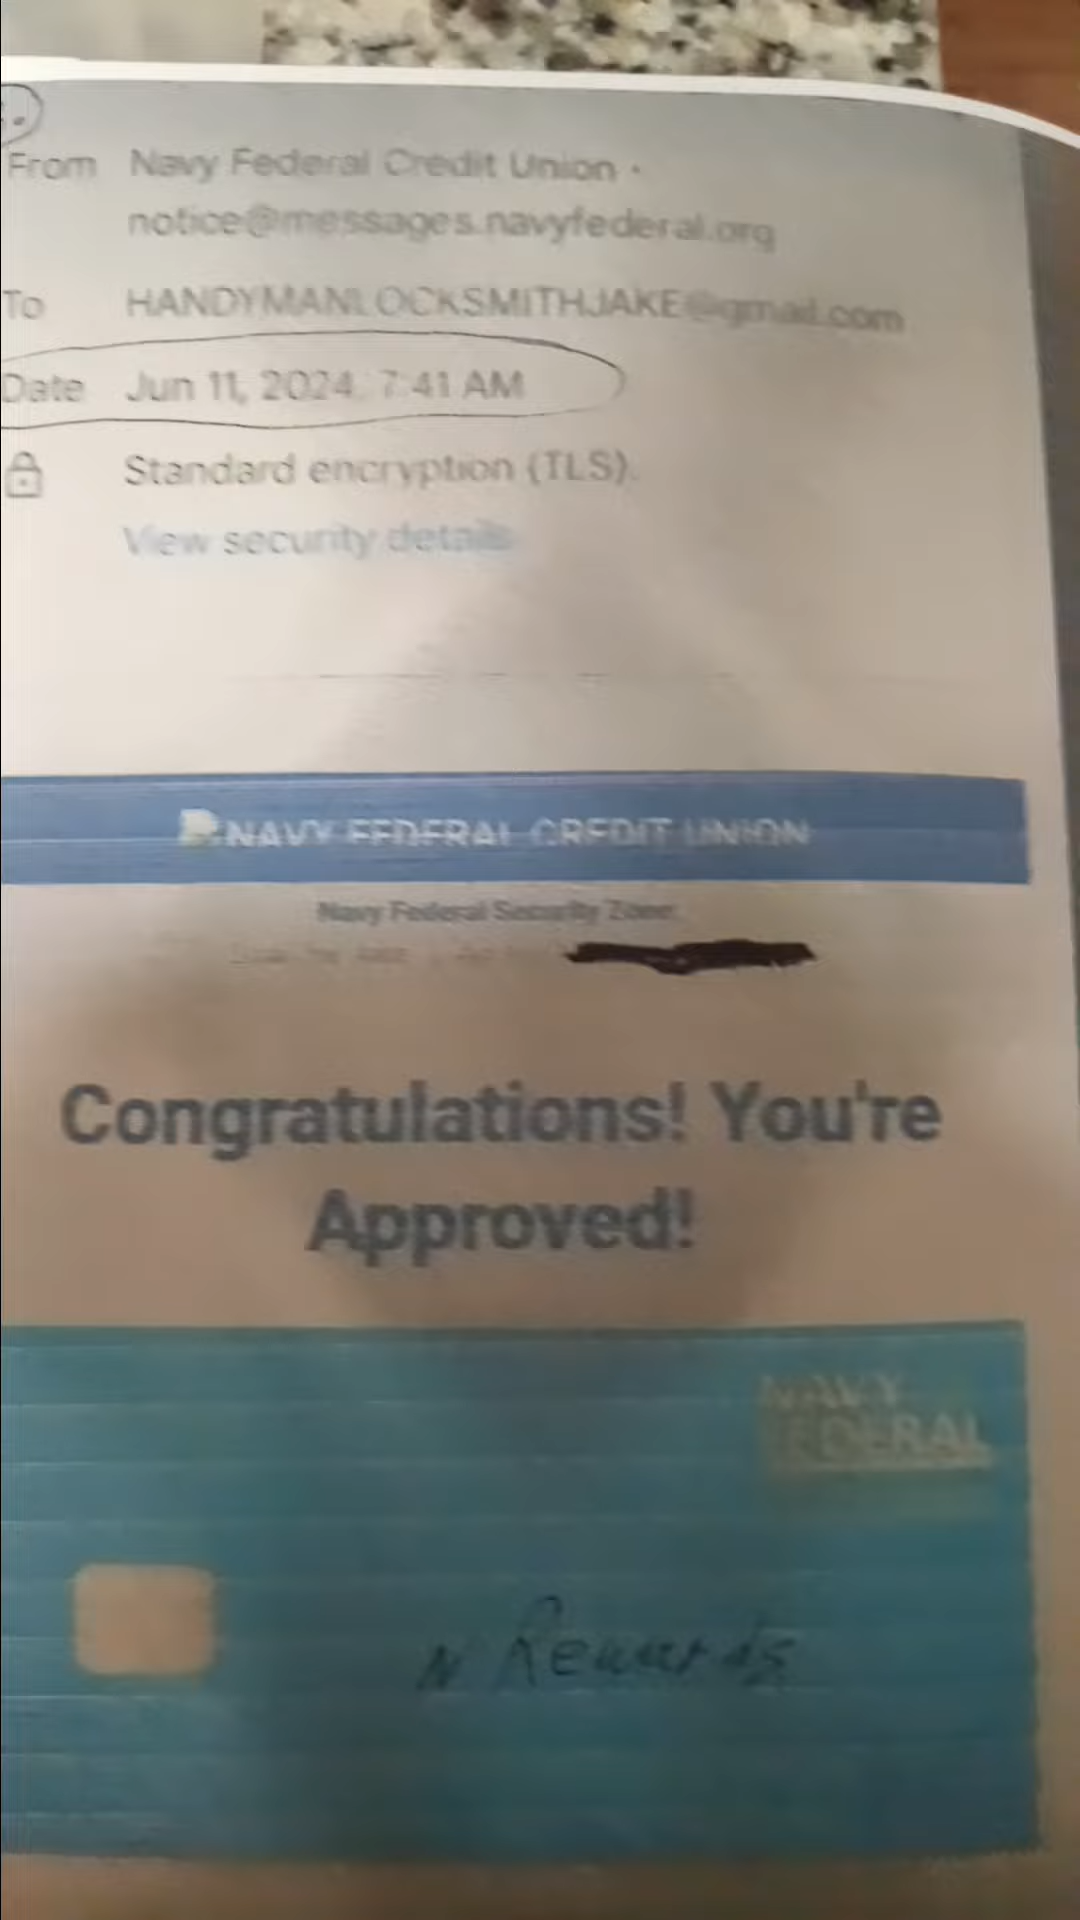 From Navy Federal Credit Union •
notice@messages.navyfederal.org
To HANDYMANLOCKSMITHJAKE@gmail.com
Date Jun 11, 2024, 7:41 AM
Standard encryption (TLS).
View security details
NAVY FEDERAL CREDIT UNION
Navy Federal Security Zone:
Congratulations! You're
Approved!
NAVY
FEDERAL
N Rewards